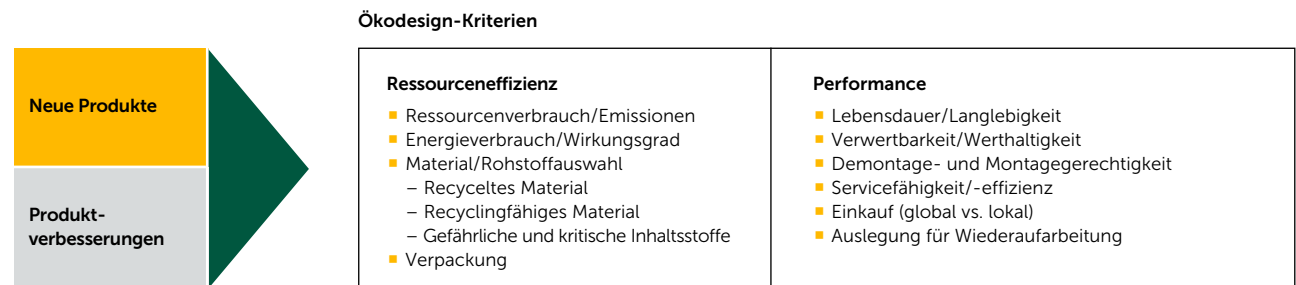 Ökodesign-Kriterien
Neue Produkte
Produkt-
verbesserungen
Ressourceneffizienz
Ressourcenverbrauch/Emissionen
Energieverbrauch/Wirkungsgrad
Material/Rohstoffauswahl
– Recyceltes Material
– Recyclingfähiges Material
– Gefährliche und kritische Inhaltsstoffe
Verpackung
Performance
Lebensdauer/Langlebigkeit
Verwertbarkeit/Werthaltigkeit
Demontage- und Montagegerechtigkeit
Servicefähigkeit/-effizienz
Einkauf (global vs. lokal)
Auslegung für Wiederaufarbeitung